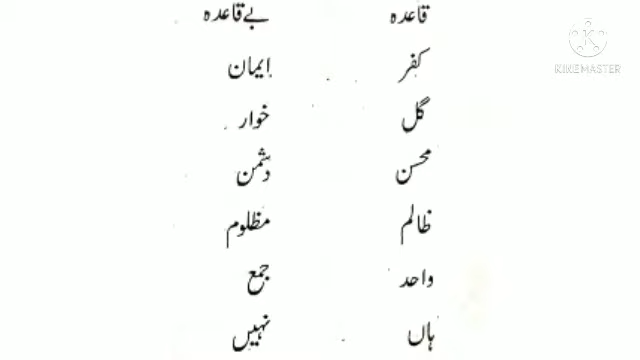 قاعدہ بے قاعدہ
کفر ایمان
گل خوار
محسن دشمن
ظالم مظلوم
واحد جمع
ہاں نہیں
KINEMASTER